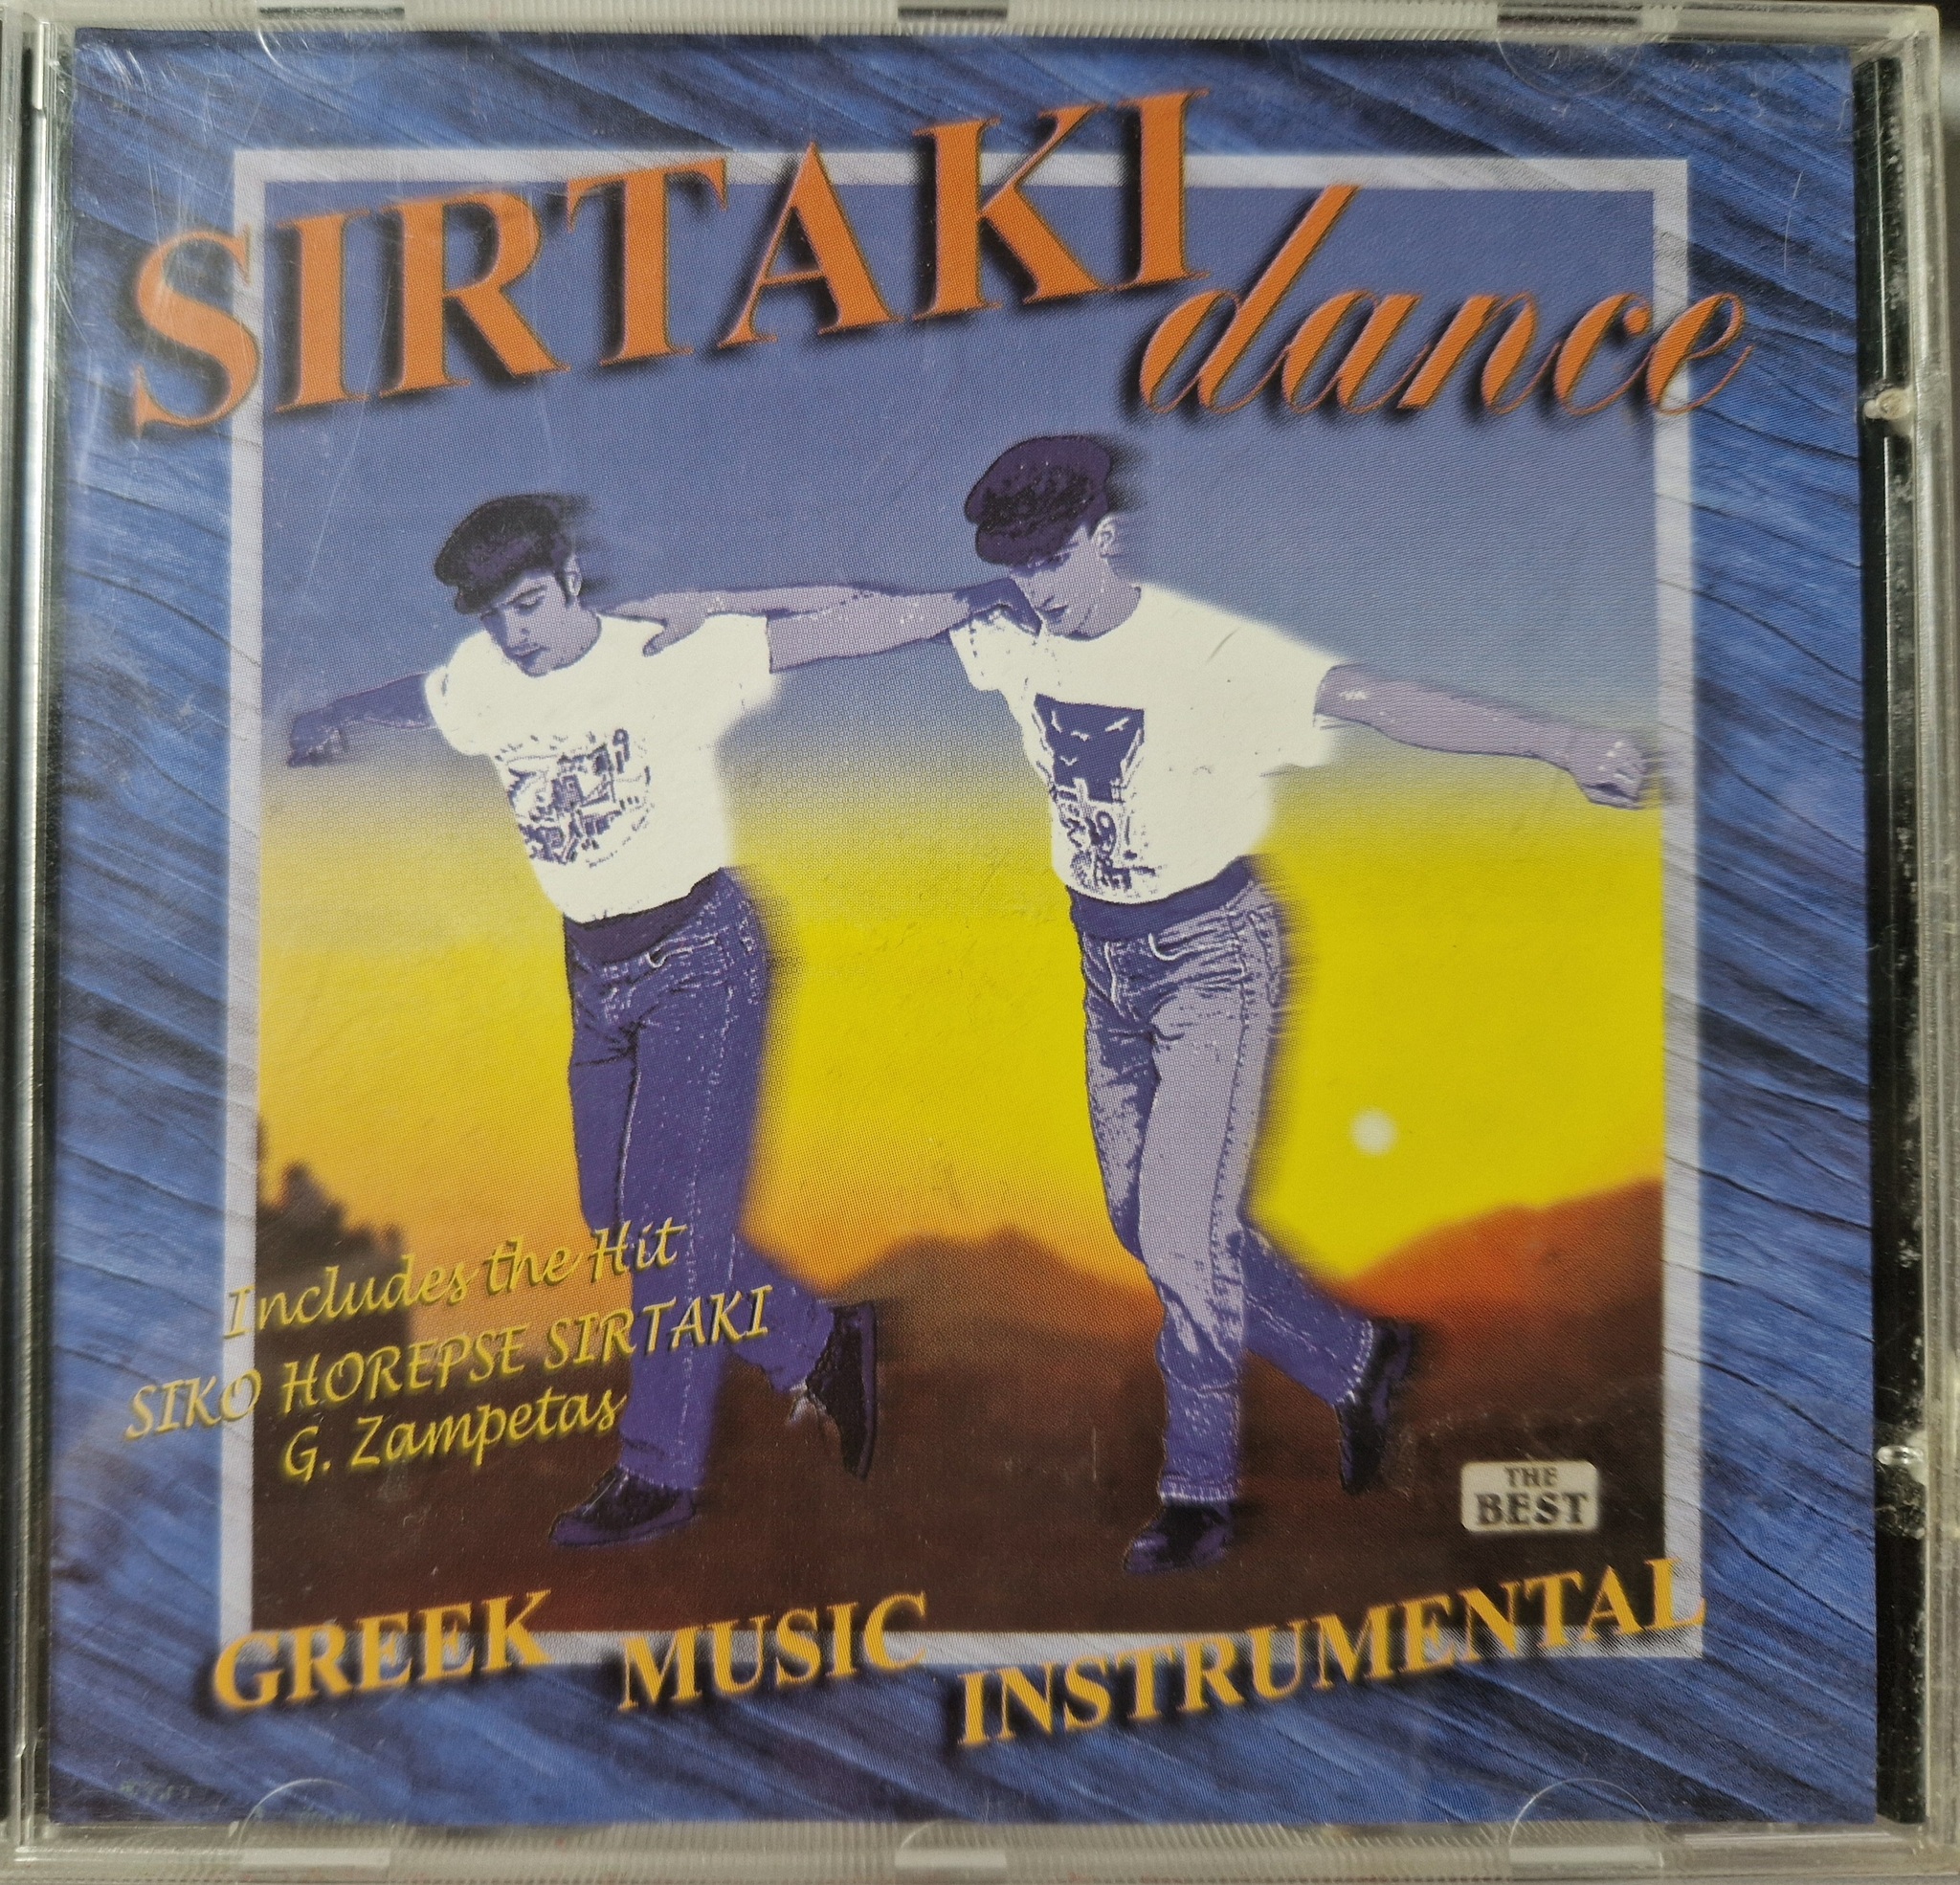 SIRTAKI
dance
Includes the Hit
SIKO HOREPSE SIRTAKI
G. Zampetas
THE
BEST
GREEK MUSIC INSTRUMENTAL